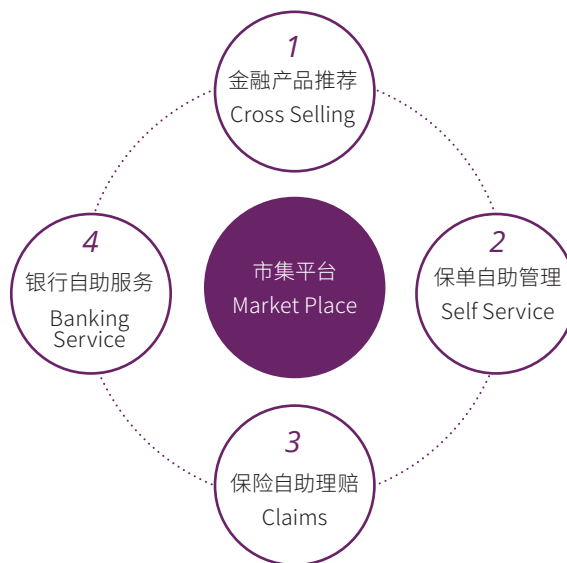 1
金融产品推荐
Cross Selling
2
保单自助管理
Self Service
3
保险自助理赔
Claims
4
银行自助服务
Banking
Service
市集平台
Market Place